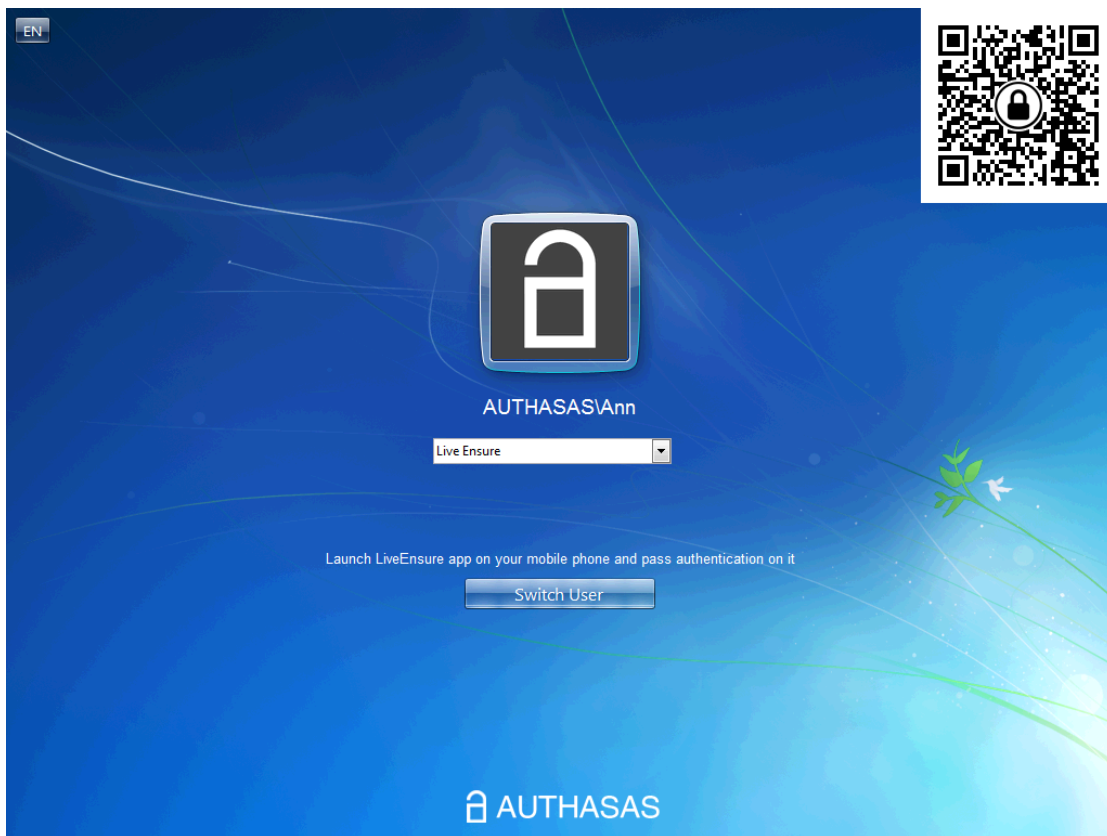 EN
AUTHASAS\Ann
Live Ensure
Launch LiveEnsure app on your mobile phone and pass authentication on it
Switch User
AUTHASAS